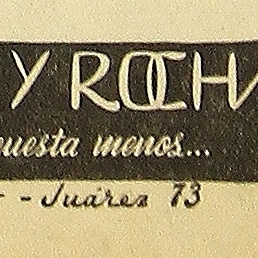 Y ROCHA
cuesta menos...
- Juárez 73